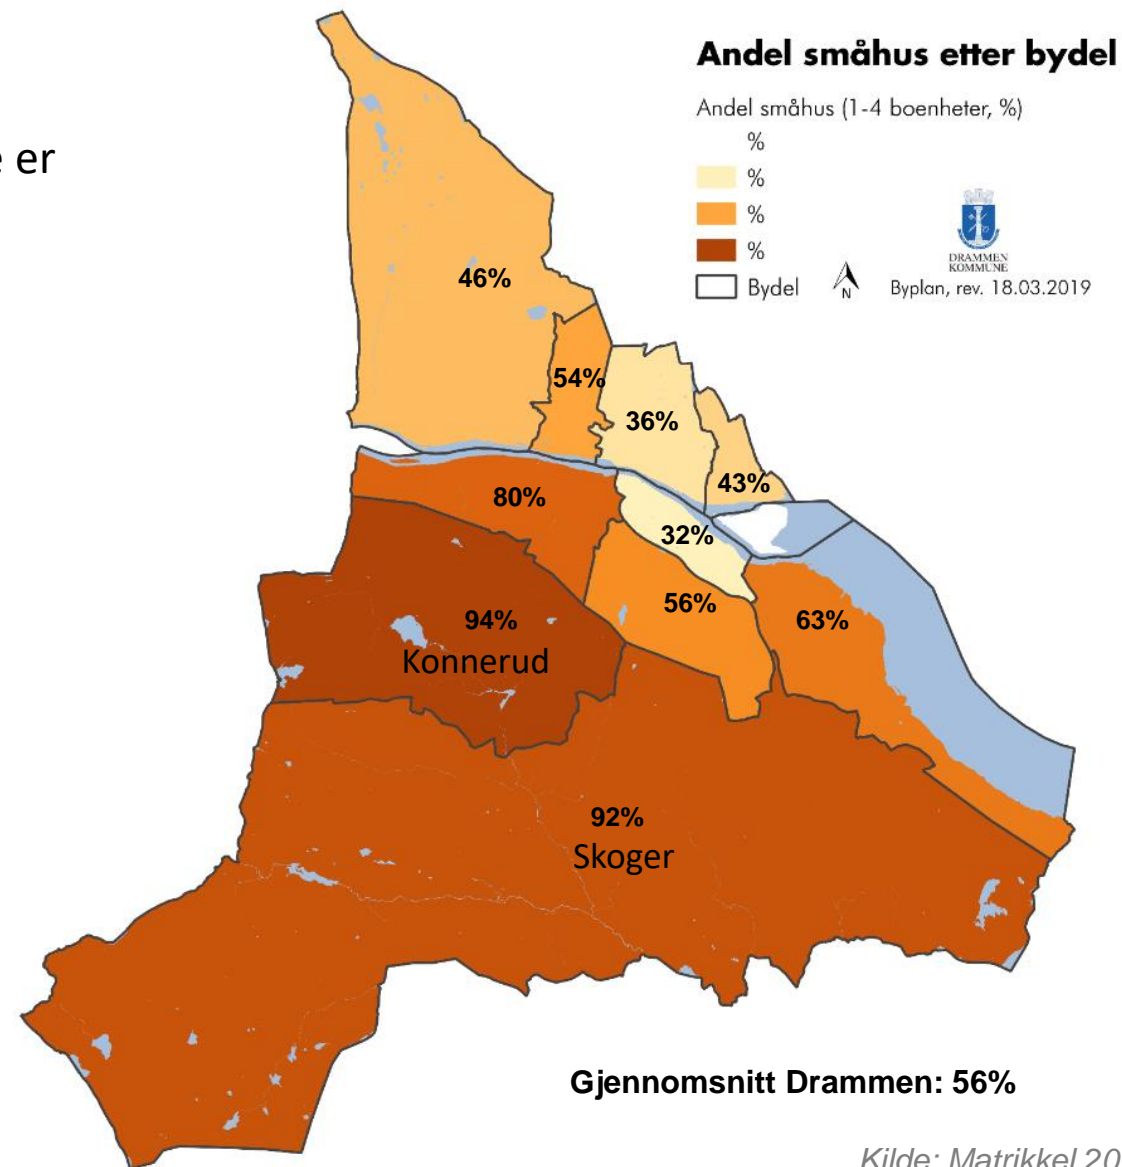 e er
Andel småhus etter bydel
Andel småhus (1-4 boenheter, %)
%
%
%
%
Bydel
N
DRAMMEN
KOMMUNE
Byplan, rev. 18.03.2019
46%
54%
36%
43%
80%
32%
56%
63%
94%
Konnerud
92%
Skoger
Gjennomsnitt Drammen: 56%
Kilde: Matrikkel 20